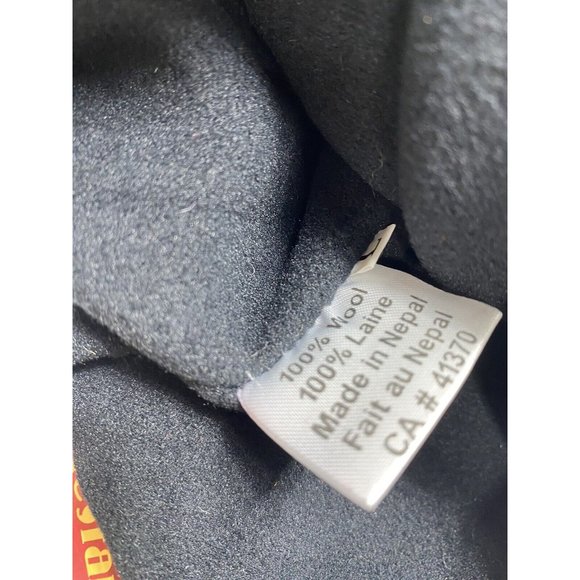 100% Wool
100% Laine
Made In Nepal
Fait au Nepal
CA # 41370